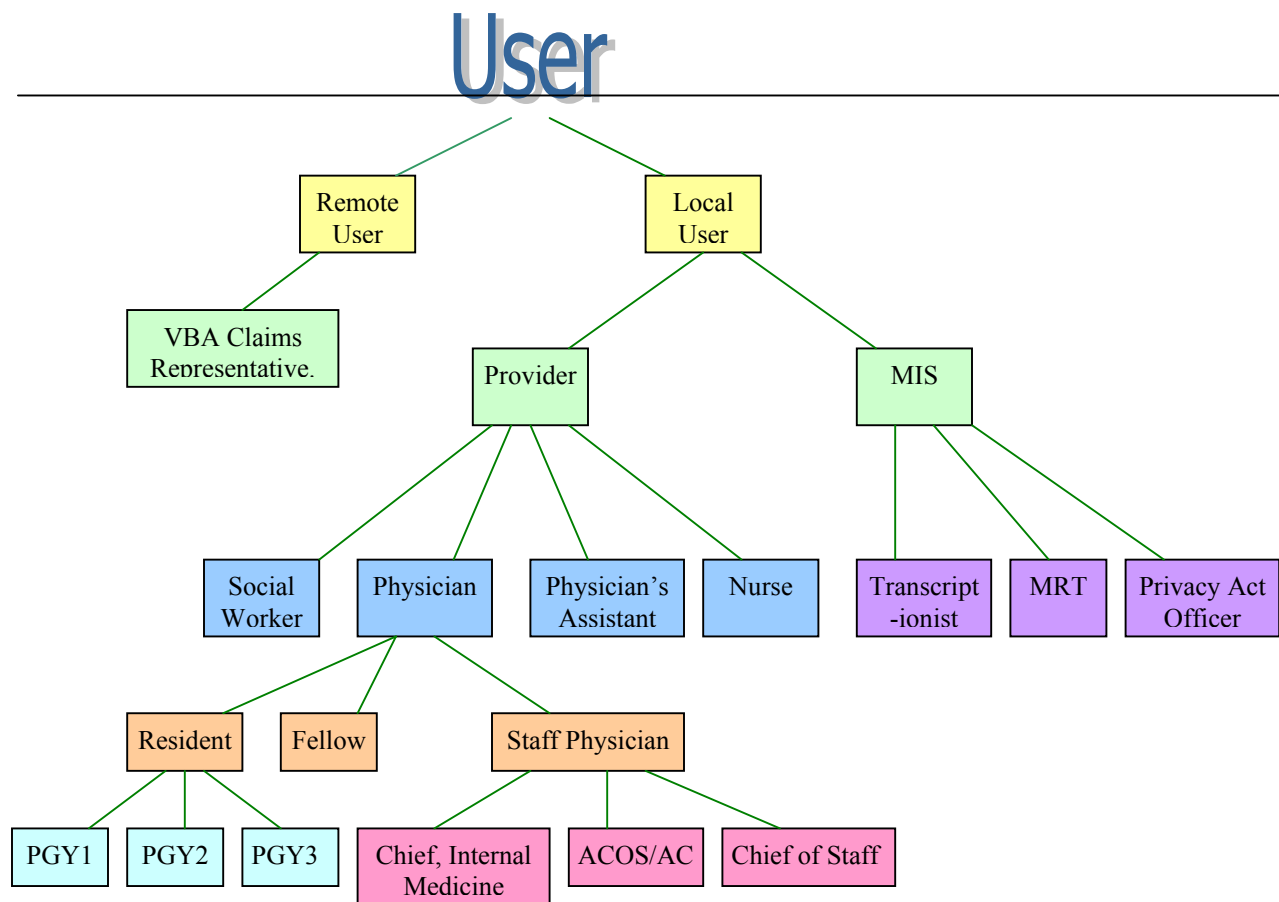 User
Remote
User
Local
User
VBA Claims
Representative.
Provider
MIS
Social
Worker
Physician
Physician’s
Assistant
Nurse
Transcript
-ionist
MRT
Privacy Act
Officer
Resident
Fellow
Staff Physician
PGY1
PGY2
PGY3
Chief, Internal
Medicine
ACOS/AC
Chief of Staff